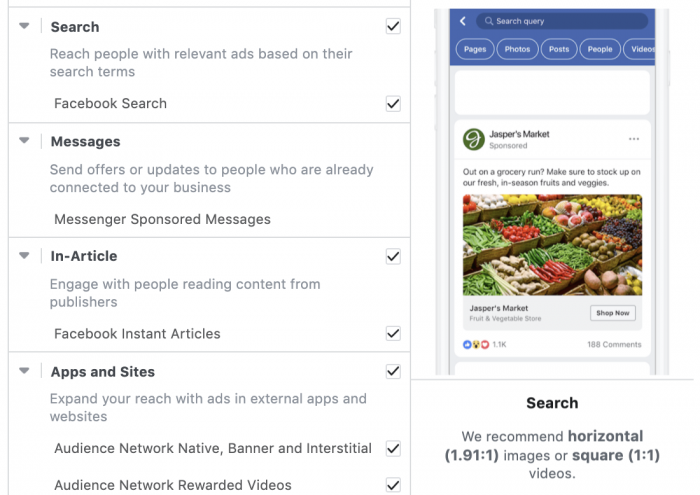 Search
Reach people with relevant ads based on their
search terms
Facebook Search
Messages
Send offers or updates to people who are already
connected to your business
Messenger Sponsored Messages
In-Article
Engage with people reading content from
publishers
Facebook Instant Articles
Apps and Sites
Expand your reach with ads in external apps and
websites
Audience Network Native, Banner and Interstitial
Audience Network Rewarded Videos
Search query
Pages Photos Posts People Videos
Jasper's Market
Sponsored
Out on a grocery run? Make sure to stock up on
our fresh, in-season fruits and veggies.
Jasper's Market
Fruit & Vegetable Store
Shop Now
1.1K 188 Comments
Search
We recommend horizontal
(1.91:1) images or square (1:1)
videos.